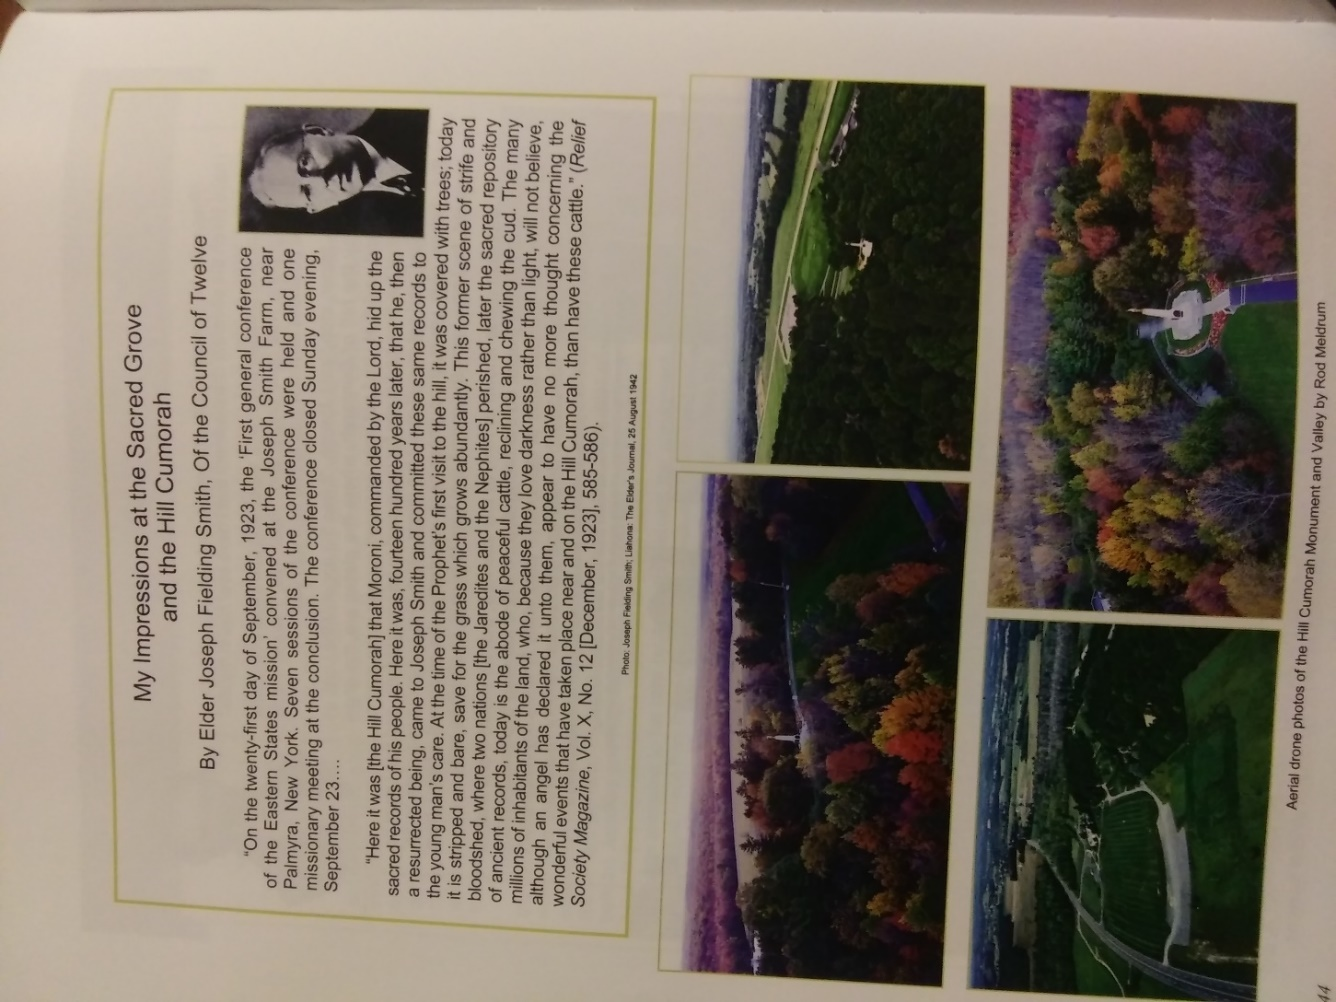 My Impressions at the Sacred Grove
and the Hill Cumorah
By Elder Joseph Fielding Smith, Of the Council of Twelve
“On the twenty-first day of September, 1923, the ‘First general conference
of the Eastern States mission’ convened at the Joseph Smith Farm, near
Palmyra, New York. Seven sessions of the conference were held and one
missionary meeting at the conclusion. The conference closed Sunday evening,
September 23....
“Here it was [the Hill Cumorah] that Moroni, commanded by the Lord, hid up the
sacred records of his people. Here it was, fourteen hundred years later, that he, then
a resurrected being, came to Joseph Smith and committed these same records to
the young man’s care. At the time of the Prophet’s first visit to the hill, it was covered with trees; today
it is stripped and bare, save for the grass which grows abundantly. This former scene of strife and
bloodshed, where two nations [the Jaredites and the Nephites] perished, later the sacred repository
of ancient records, today is the abode of peaceful cattle, reclining and chewing the cud. The many
millions of inhabitants of the land, who, because they love darkness rather than light, will not believe,
although an angel has declared it unto them, appear to have no more thought concerning the
wonderful events that have taken place near and on the Hill Cumorah, than have these cattle.” (Relief
Society Magazine, Vol. X, No. 12 [December, 1923], 585-586).
Photo: Joseph Fielding Smith; Liahona: The Elder’s Journal, 25 August 1942
Aerial drone photos of the Hill Cumorah Monument and Valley by Rod Meldrum